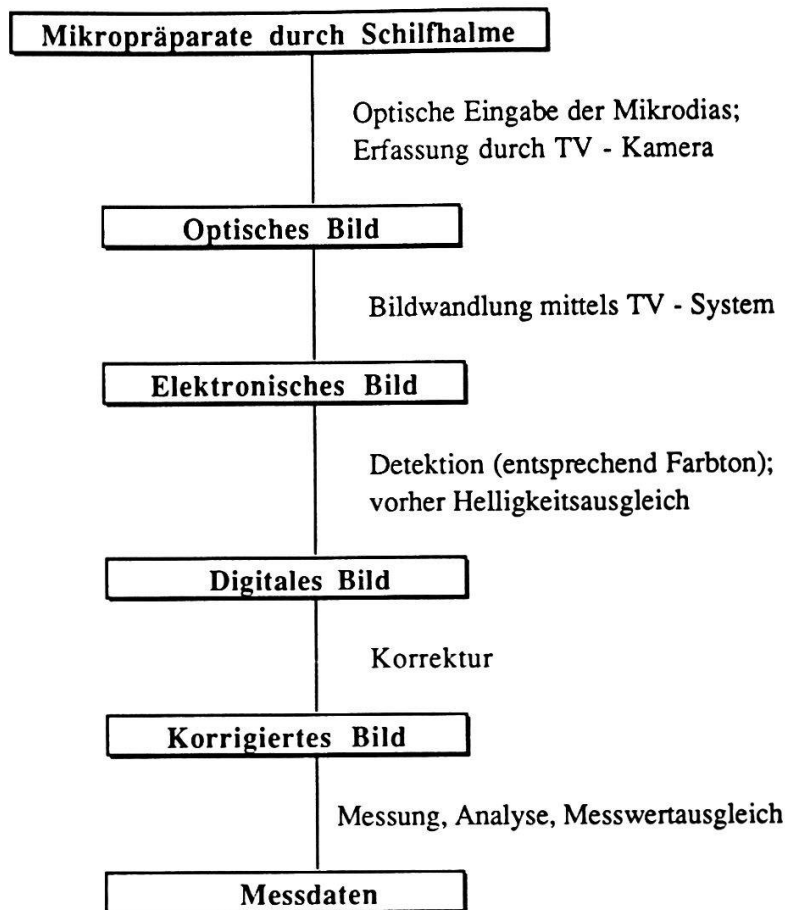 Mikropräparate durch Schilfhalme
Optische Eingabe der Mikrodias;
Erfassung durch TV - Kamera
Optisches Bild
Bildwandlung mittels TV - System
Elektronisches Bild
Detektion (entsprechend Farbton);
vorher Helligkeitsausgleich
Digitales Bild
Korrektur
Korrigiertes Bild
Messung, Analyse, Messwertausgleich
Messdaten